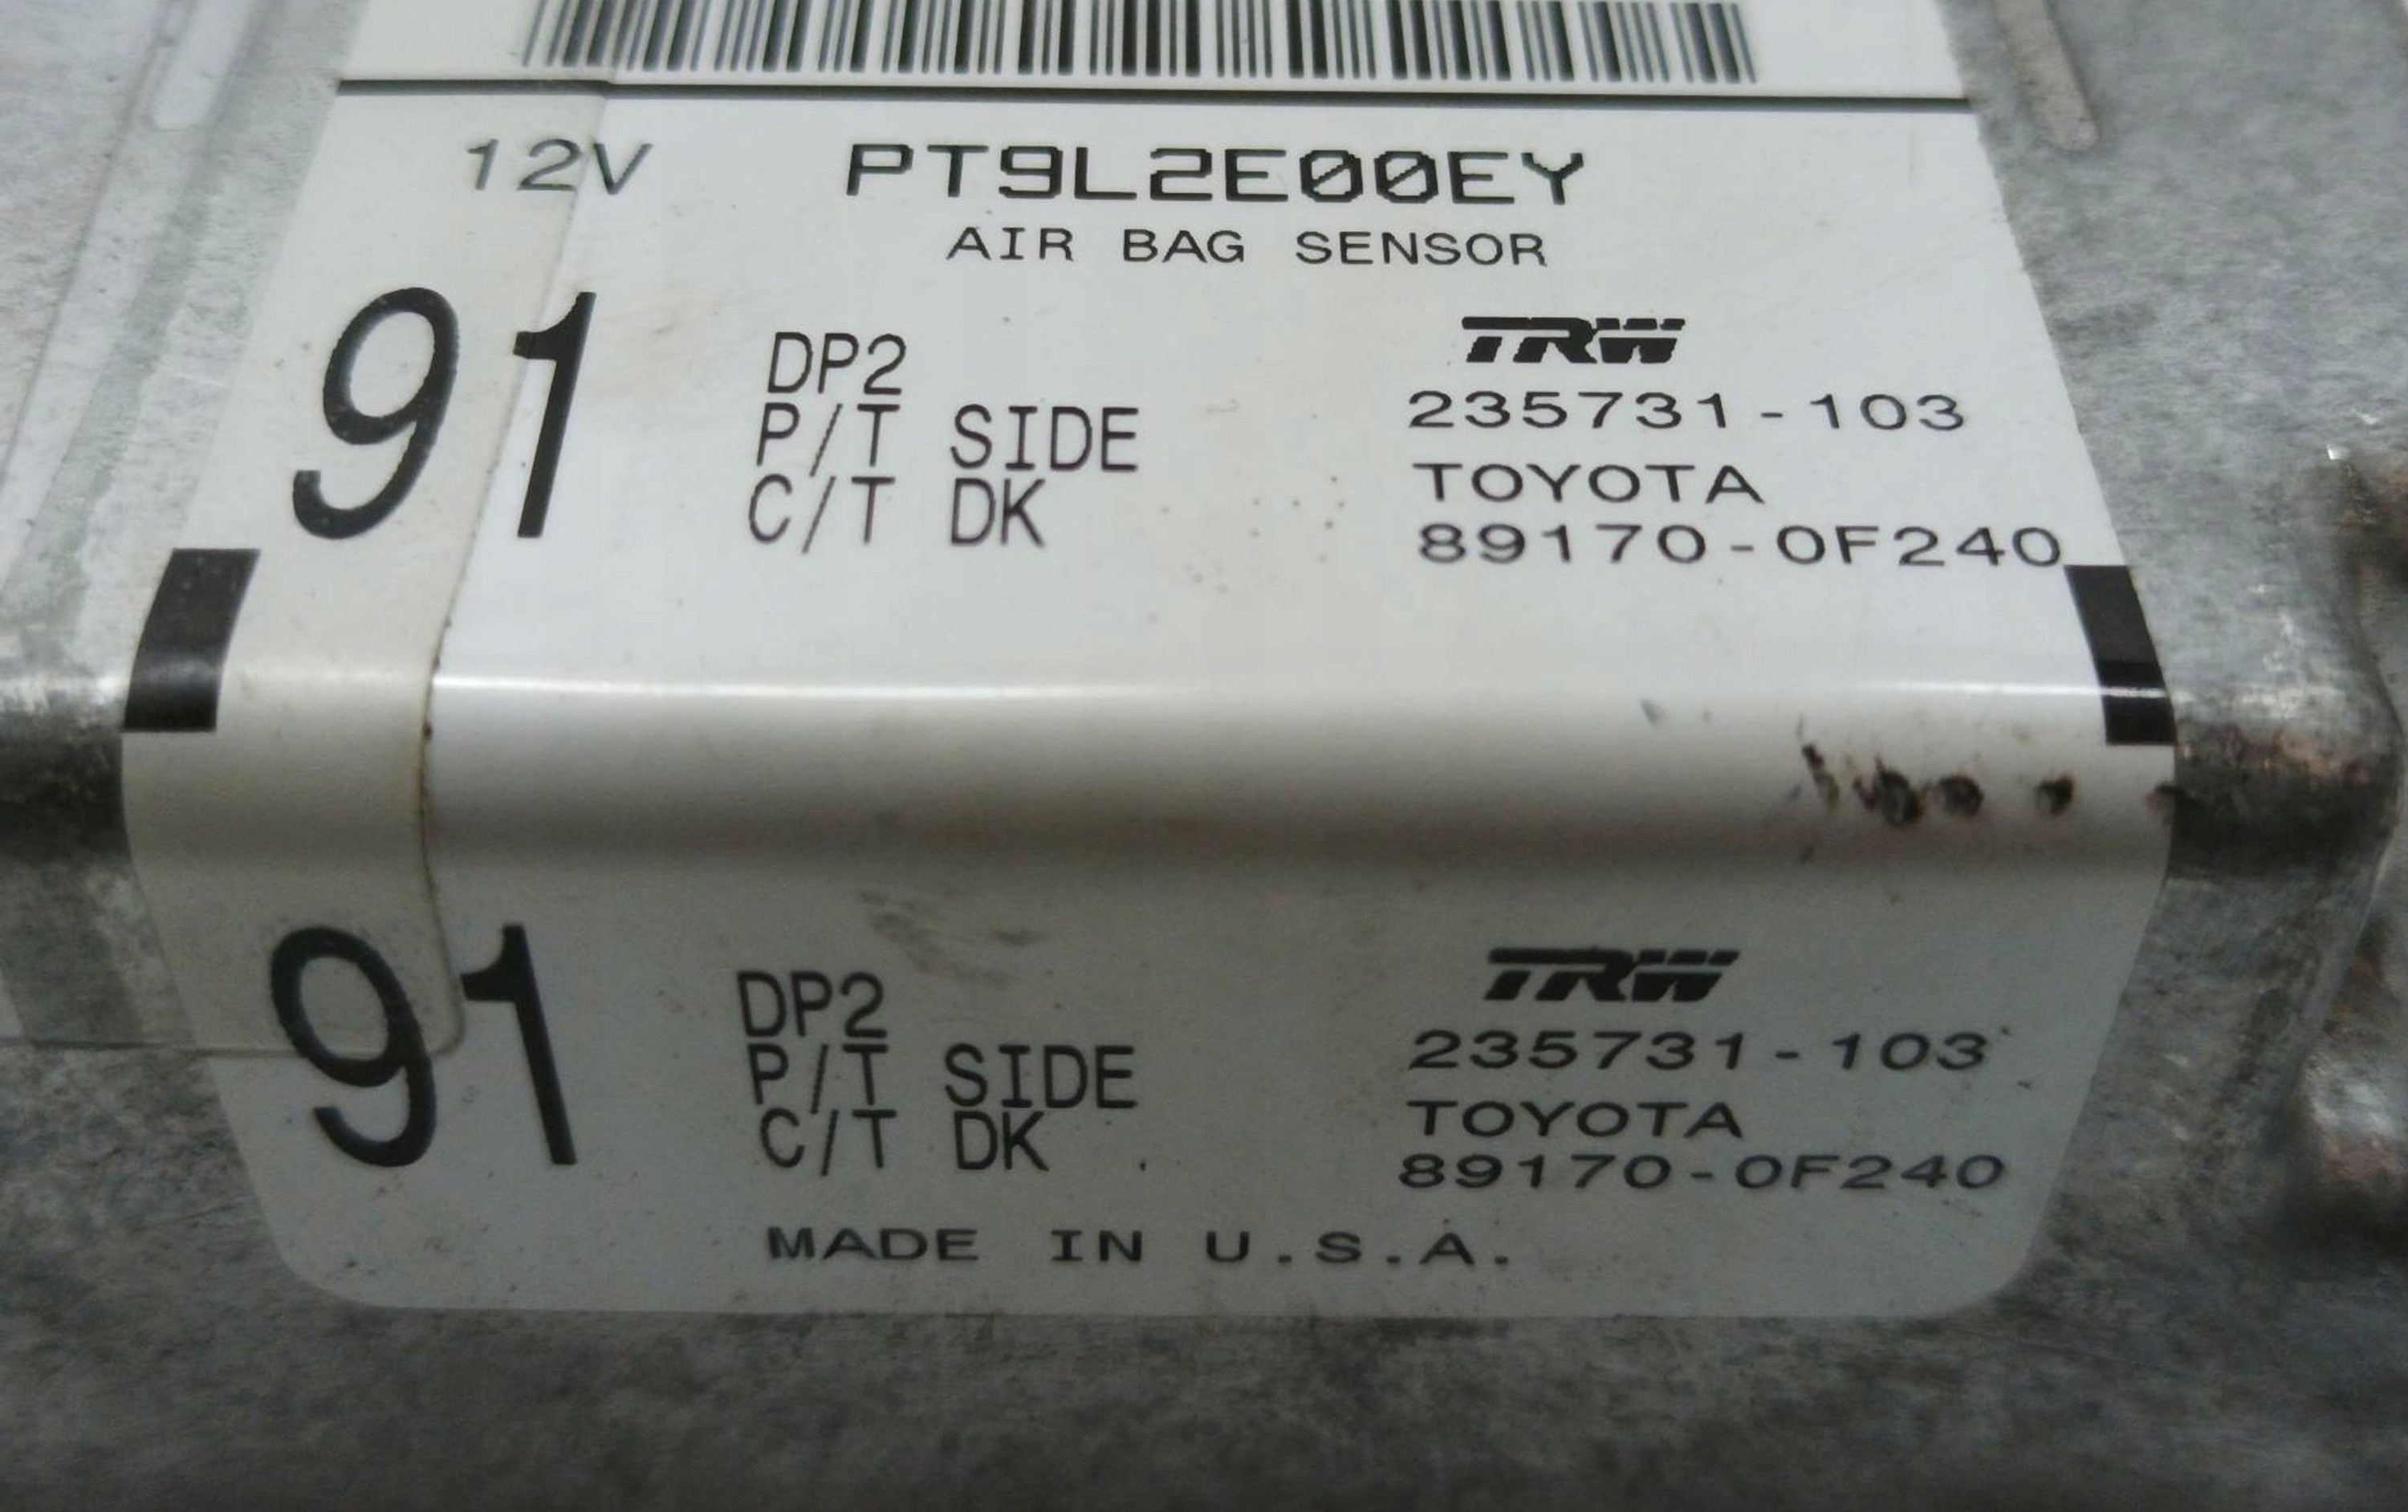 12V PT9L2E00EY
AIR BAG SENSOR
91
DP2
P/T SIDE
C/T DK
TRW
235731-103
TOYOTA
89170-0F240
91
DP2
P/T SIDE
C/T DK
TRW
235731-103
TOYOTA
89170-0F240
MADE IN U.S.A.